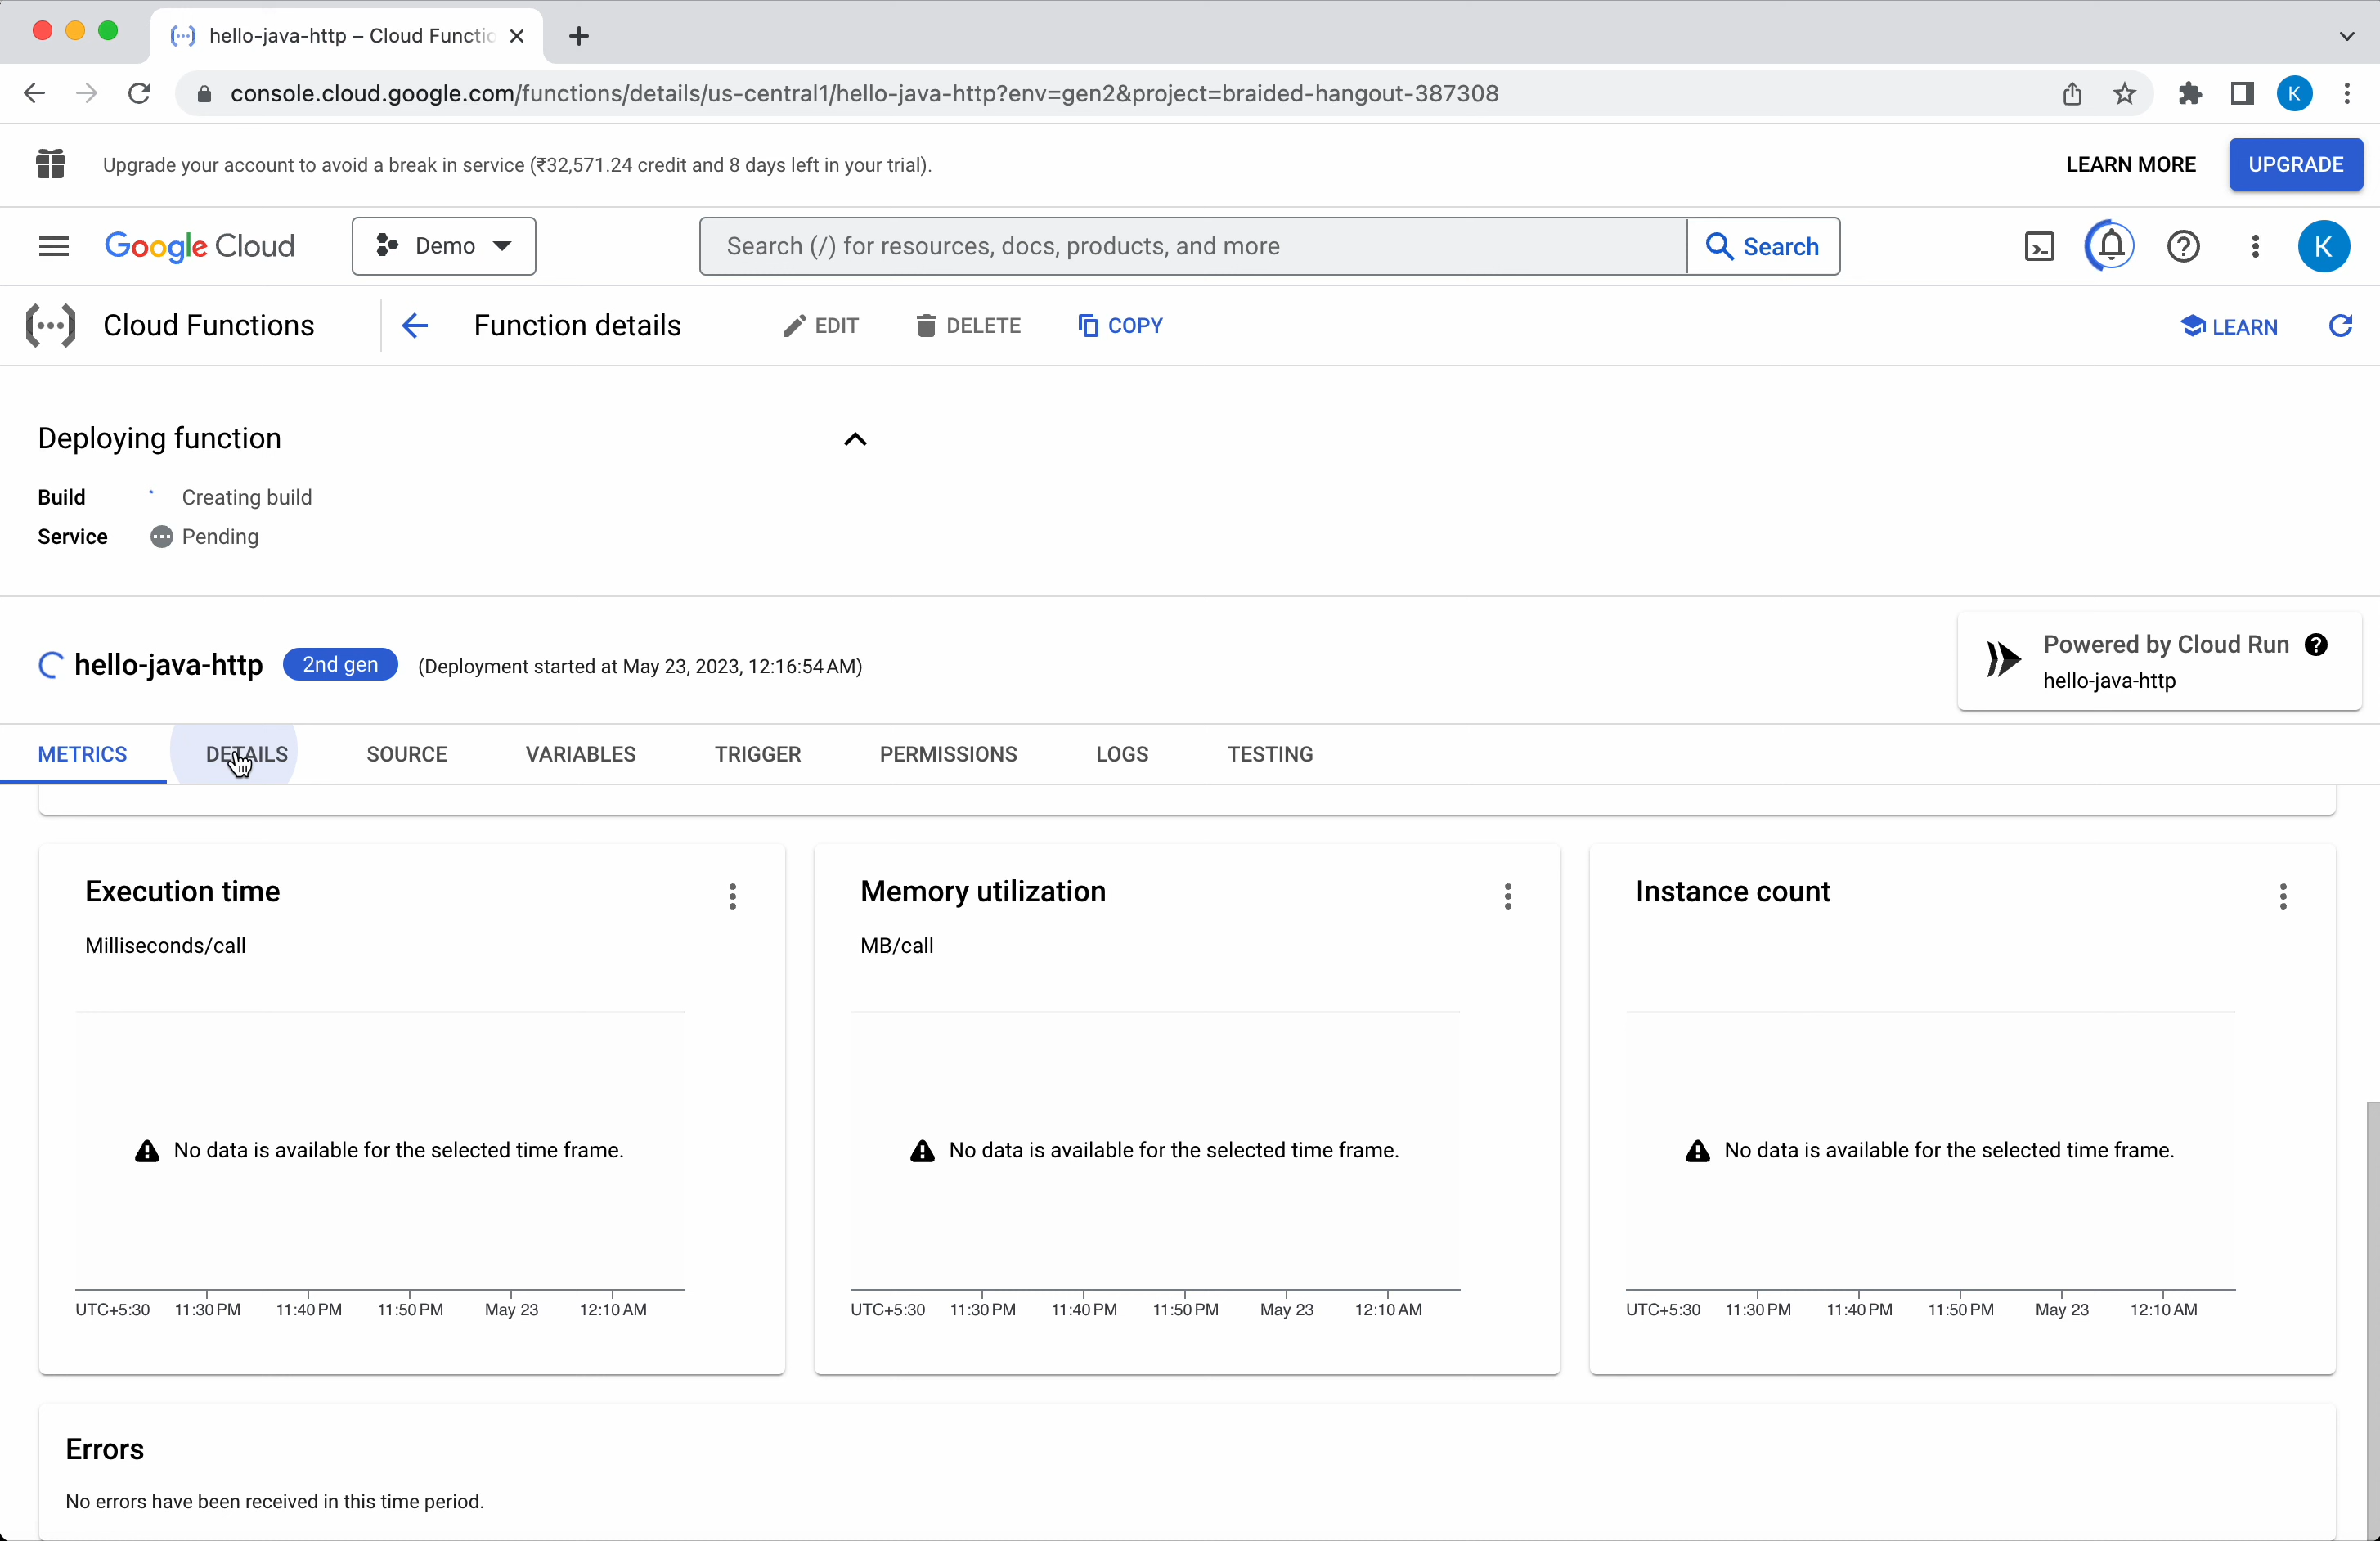 hello-java-http – Cloud Functio
console.cloud.google.com/functions/details/us-central1/hello-java-http?env=gen2&project=braided-hangout-387308
K
Upgrade your account to avoid a break in service (₹32,571.24 credit and 8 days left in your trial).
LEARN MORE
UPGRADE
Google Cloud
Demo
Search (/) for resources, docs, products, and more
Search
K
Cloud Functions
Function details
EDIT
DELETE
COPY
LEARN
Deploying function
Build Creating build
Service Pending
hello-java-http 2nd gen (Deployment started at May 23, 2023, 12:16:54 AM)
Powered by Cloud Run
hello-java-http
METRICS DETAILS SOURCE VARIABLES TRIGGER PERMISSIONS LOGS TESTING
Execution time
Milliseconds/call
No data is available for the selected time frame.
UTC+5:30 11:30 PM 11:40 PM 11:50 PM May 23 12:10 AM
Memory utilization
MB/call
No data is available for the selected time frame.
UTC+5:30 11:30 PM 11:40 PM 11:50 PM May 23 12:10 AM
Instance count
No data is available for the selected time frame.
UTC+5:30 11:30 PM 11:40 PM 11:50 PM May 23 12:10 AM
Errors
No errors have been received in this time period.